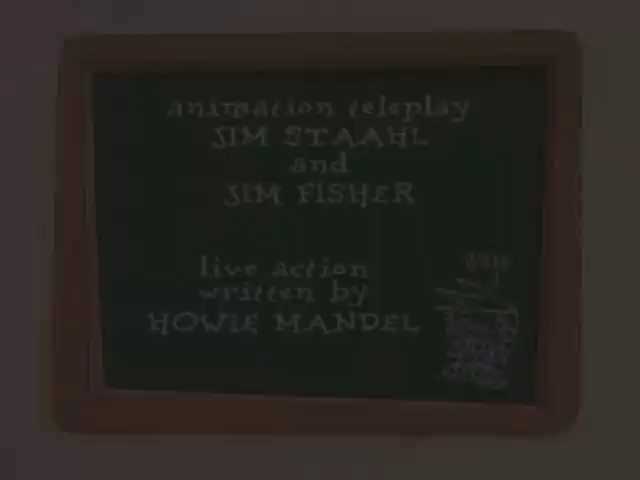 animation teleplay
JIM STAAHL
and
JIM FISHER
live action
written by
HOWIE MANDEL